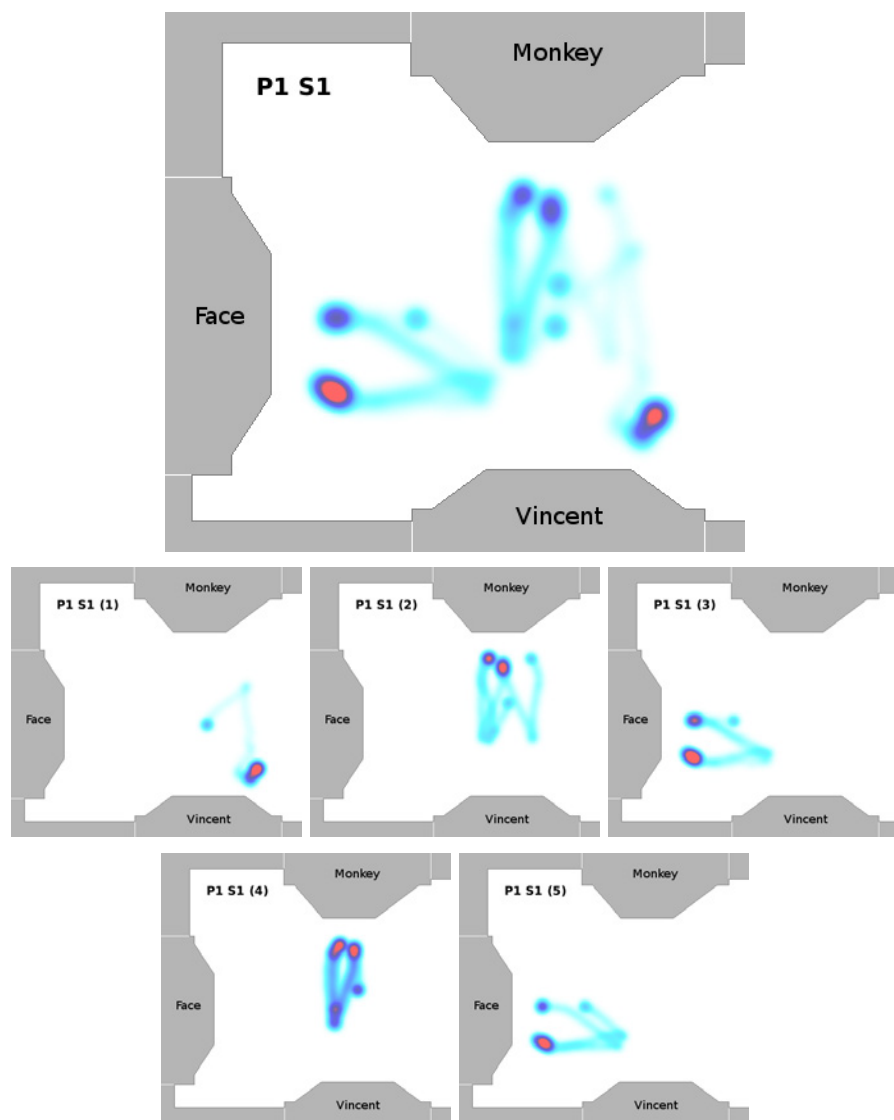 Monkey
P1 S1
Face
Vincent
Monkey
P1 S1 (1)
Face
Vincent
Monkey
P1 S1 (2)
Face
Vincent
Monkey
P1 S1 (3)
Face
Vincent
Monkey
P1 S1 (4)
Face
Vincent
Monkey
P1 S1 (5)
Face
Vincent